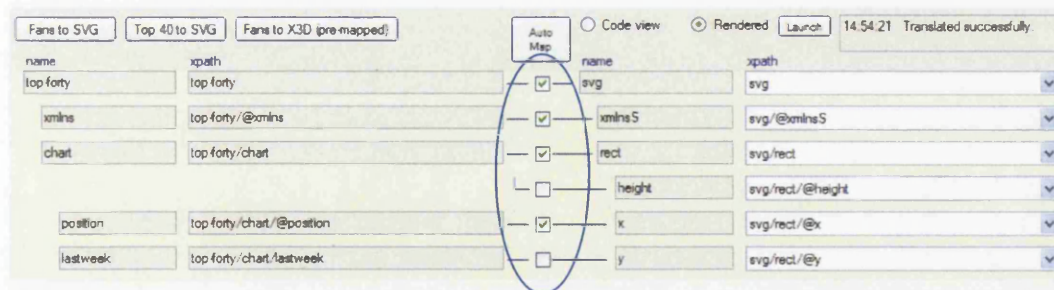 Fans to SVG Top 40 to SVG Fans to X3D (pre-mapped) Auto Map Code view Rendered Launch 14:54:21 Translated successfully.
name xpath name xpath
top-forty top-forty svg svg
xmlns top-forty/@xmlns xmlnsS svg/@xmlnsS
chart top-forty/chart rect svg/rect
height svg/rect/@height
position top-forty/chart/@position x svg/rect/@x
lastweek top-forty/chart/lastweek y svg/rect/@y